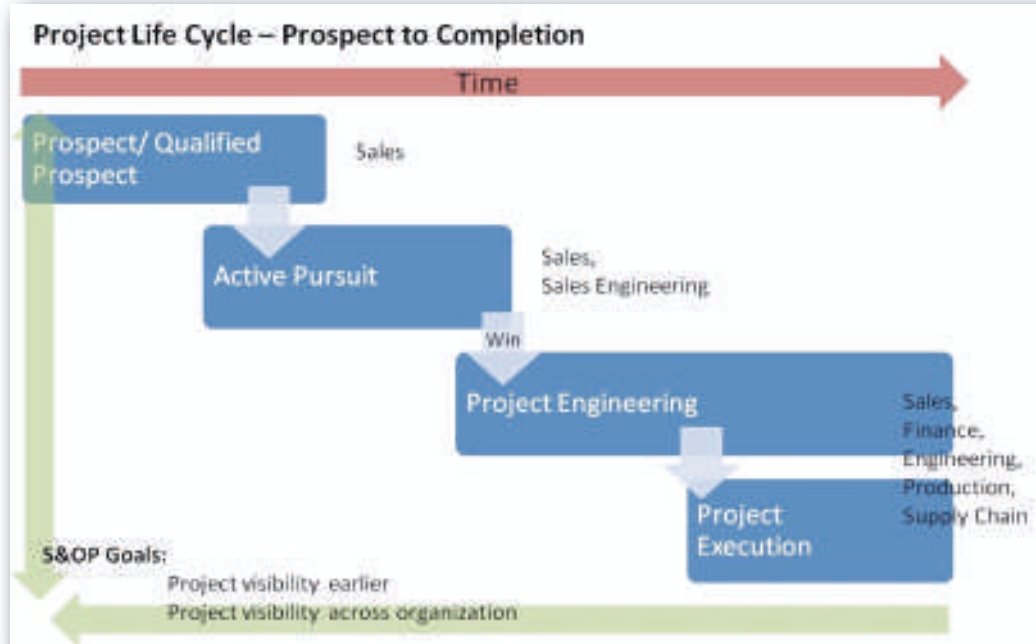 Project Life Cycle – Prospect to Completion
Time
Prospect/ Qualified
Prospect
Sales
Active Pursuit
Sales,
Sales Engineering
Win
Project Engineering
Sales,
Finance,
Engineering,
Production,
Supply Chain
Project
Execution
S&OP Goals:
Project visibility earlier
Project visibility across organization